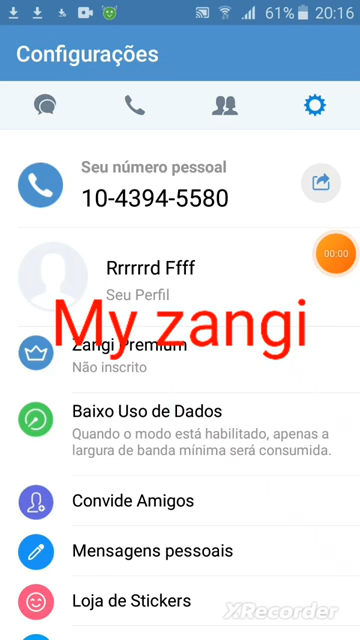 61% 20:16
Configurações
Seu número pessoal
10-4394-5580
00:00
Rrrrrrd Ffff
Seu Perfil
My zangi
Zangi Premium
Não inscrito
Baixo Uso de Dados
Quando o modo está habilitado, apenas a
largura de banda mínima será consumida.
Convide Amigos
Mensagens pessoais
Loja de Stickers
XRecorder